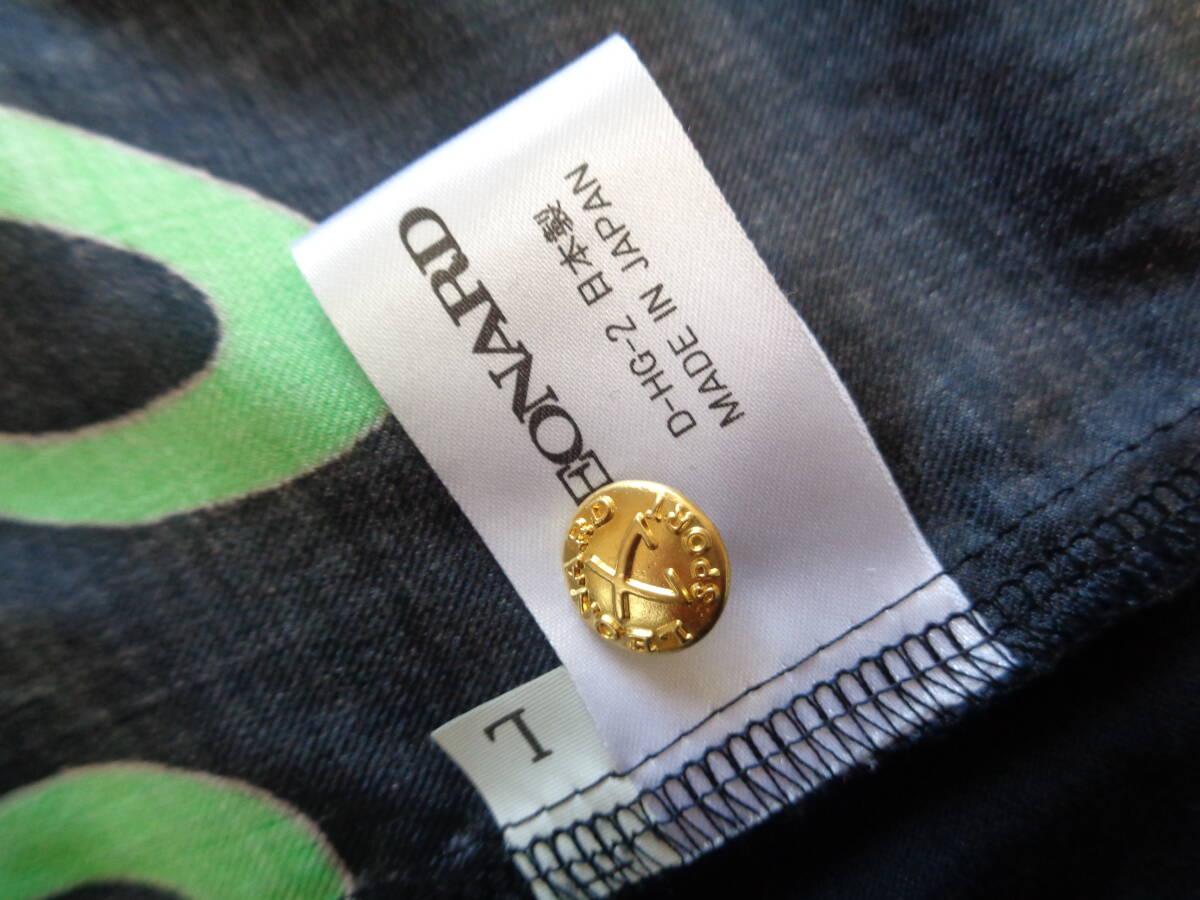 LEONARD
D-HG-2 日本製
MADE IN JAPAN
LEONARD
SPORT
L